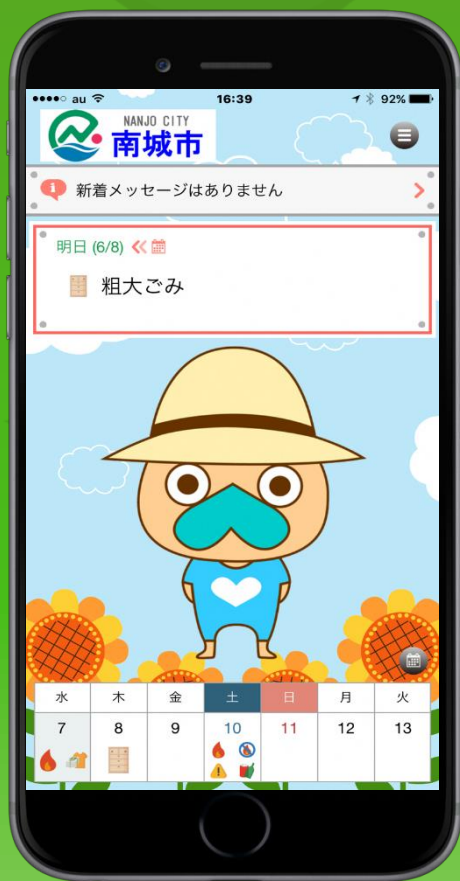 au 16:39 92%
NANJO CITY
南城市
新着メッセージはありません
明日 (6/8)
粗大ごみ
水 木 金 土 日 月 火
7 8 9 10 11 12 13